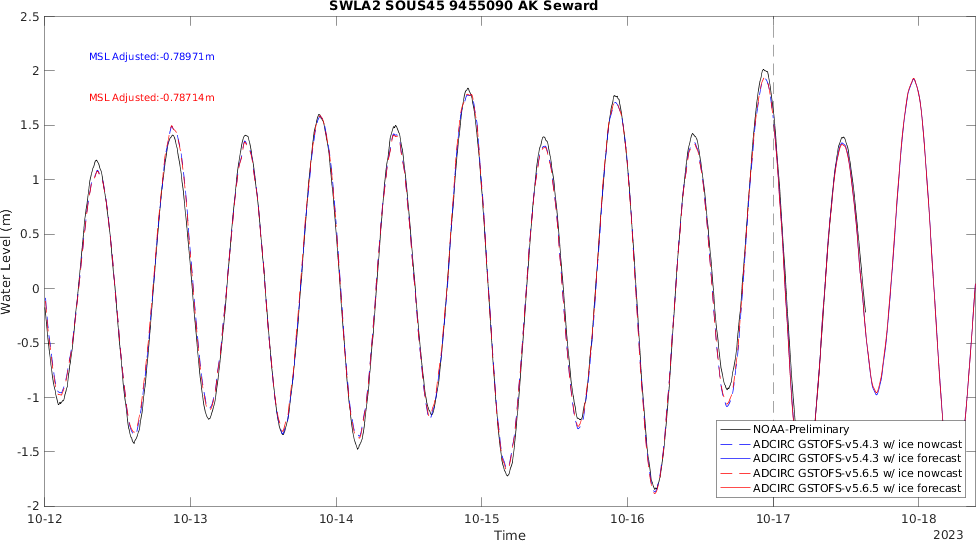 SWLA2 SOUS45 9455090 AK Seward
2.5
MSL Adjusted:-0.78971m
2
MSL Adjusted:-0.78714m
1.5
1
0.5
0
Water Level (m)
-0.5
-1
NOAA-Preliminary
ADCIRC GSTOFS-v5.4.3 w/ ice nowcast
-1.5
ADCIRC GSTOFS-v5.4.3 w/ ice forecast
ADCIRC GSTOFS-v5.6.5 w/ ice nowcast
ADCIRC GSTOFS-v5.6.5 w/ ice forecast
-2
10-12 10-13 10-14 10-15 10-16 10-17 10-18
Time
2023